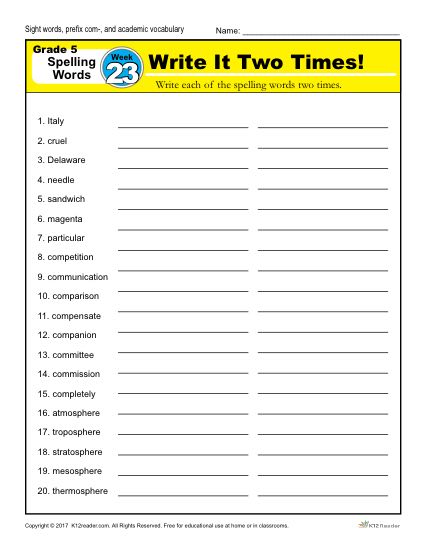 Sight words, prefix com-, and academic vocabulary
Name:
Grade 5
Spelling
Words
Week
23
Write It Two Times!
Write each of the spelling words two times.
1. Italy
2. cruel
3. Delaware
4. needle
5. sandwich
6. magenta
7. particular
8. competition
9. communication
10. comparison
11. compensate
12. companion
13. committee
14. commission
15. completely
16. atmosphere
17. troposphere
18. stratosphere
19. mesosphere
20. thermosphere
Copyright © 2017 K12reader.com. All Rights Reserved. Free for educational use at home or in classrooms.
K12Reader